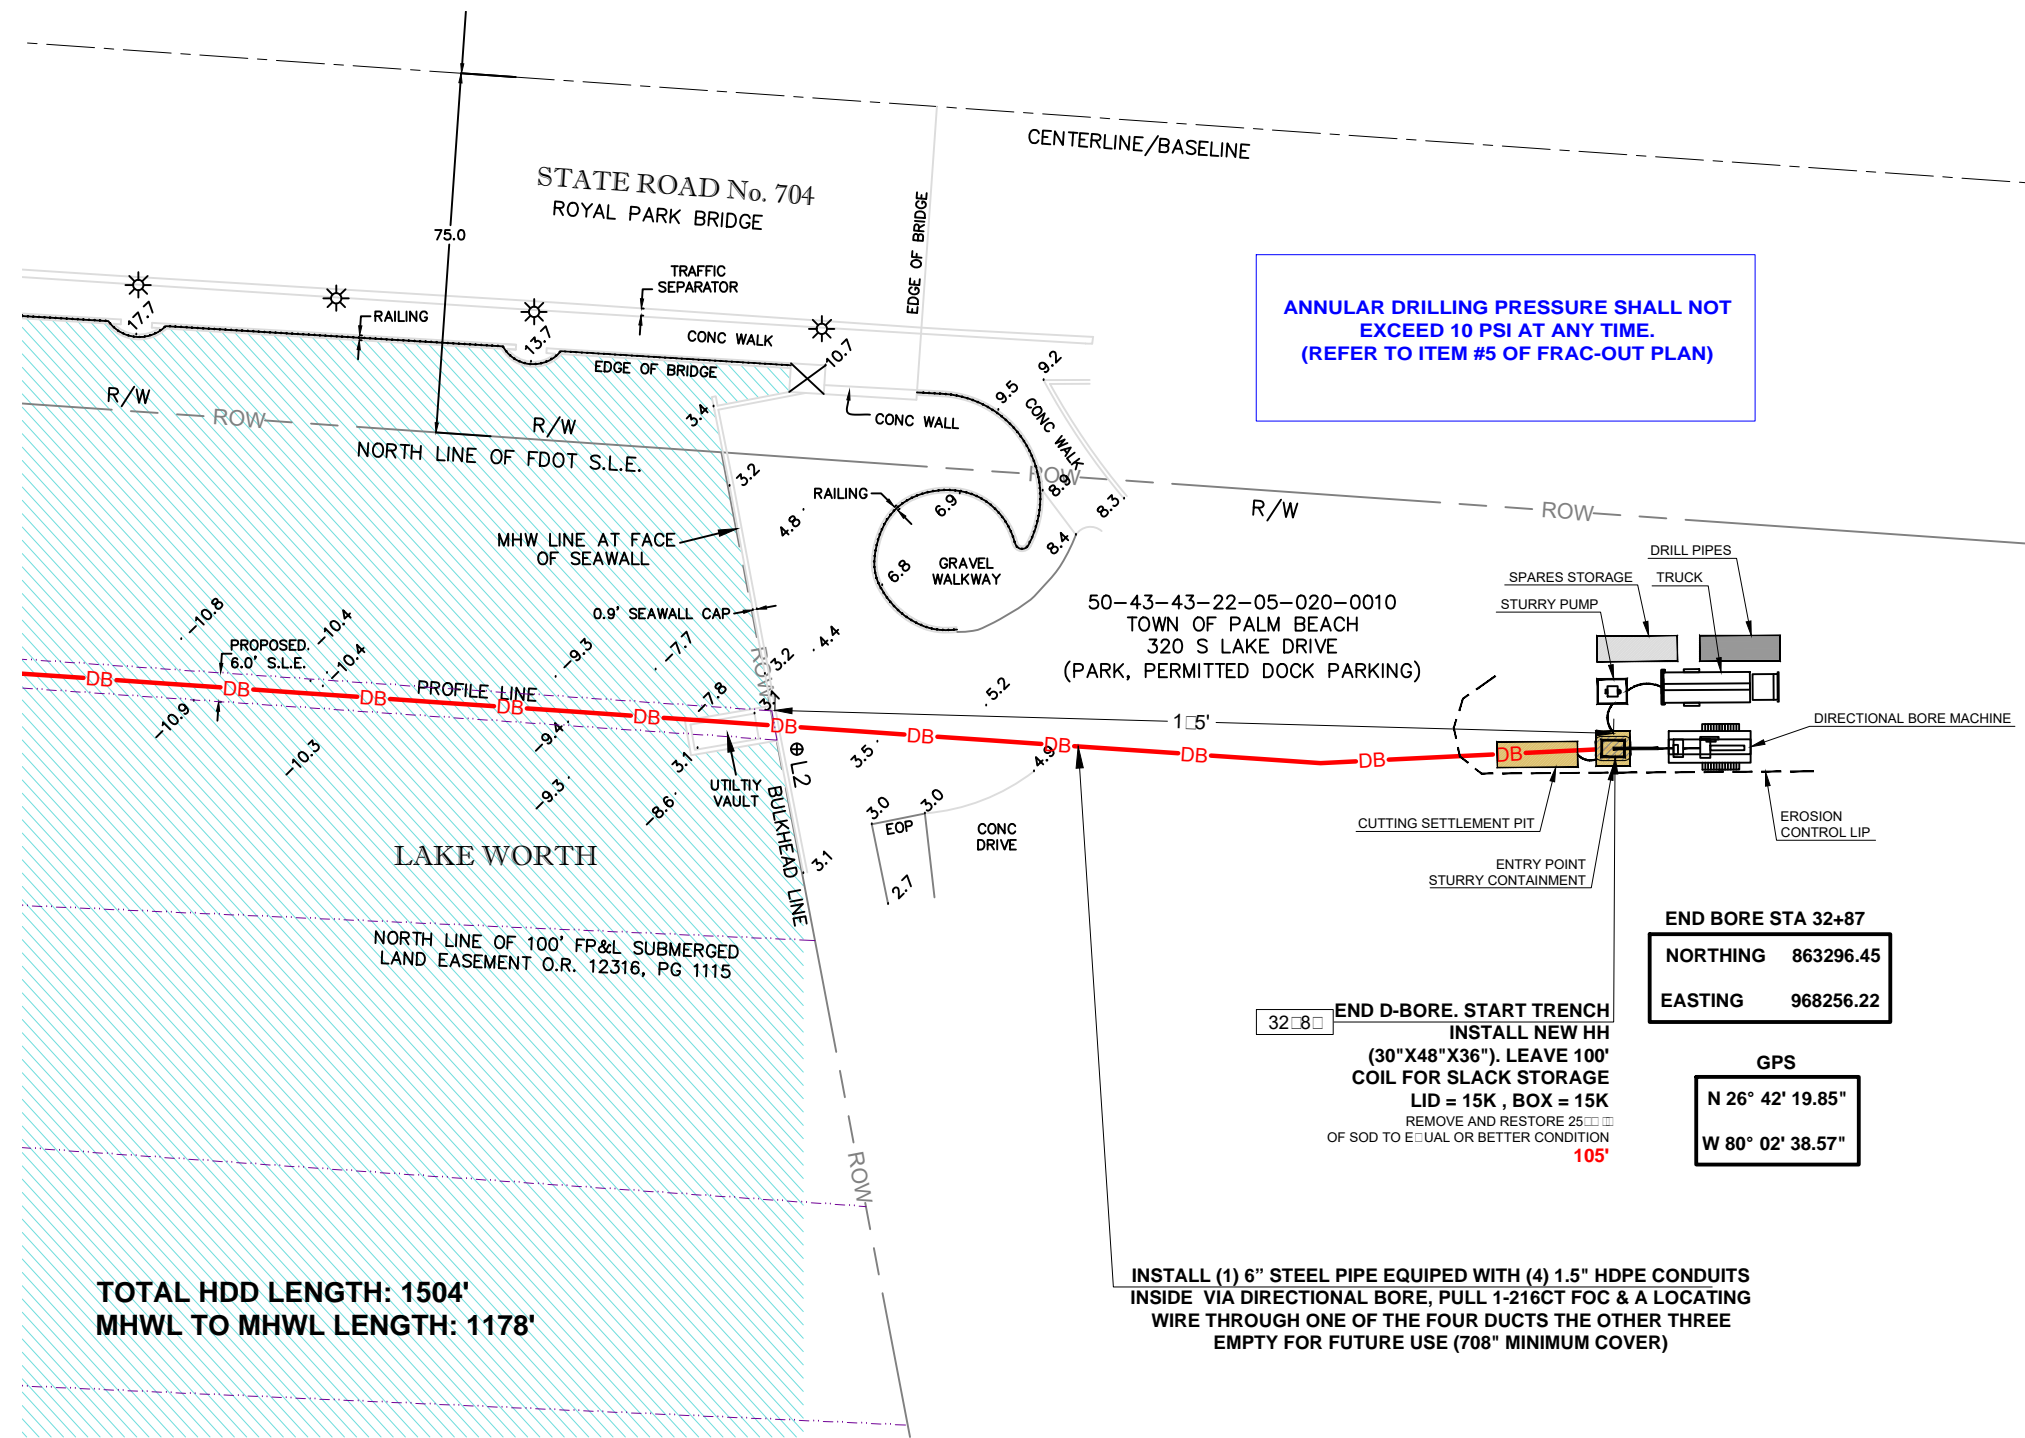 CENTERLINE/BASELINE
STATE ROAD No. 704
ROYAL PARK BRIDGE
75.0
EDGE OF BRIDGE
TRAFFIC
SEPARATOR
RAILING
17.7
13.7
CONC WALK
10.7
EDGE OF BRIDGE
ANNULAR DRILLING PRESSURE SHALL NOT
EXCEED 10 PSI AT ANY TIME.
(REFER TO ITEM #5 OF FRAC-OUT PLAN)
9.2
9.5
CONC WALK
R/W
ROW
R/W
3.4
CONC WALL
NORTH LINE OF FDOT S.L.E.
3.2
RAILING
6.9
ROW
8.9
8.3
R/W
ROW
4.8
8.4
MHW LINE AT FACE
OF SEAWALL
6.8
GRAVEL
WALKWAY
DRILL PIPES
SPARES STORAGE
TRUCK
STURRY PUMP
50-43-43-22-05-020-0010
TOWN OF PALM BEACH
320 S LAKE DRIVE
(PARK, PERMITTED DOCK PARKING)
0.9' SEAWALL CAP
-10.8
-10.4
PROPOSED
6.0' S.L.E.
-10.4
-9.3
-7.7
3.2
4.4
ROW
DB
DB
DB
PROFILE LINE
DB
DB
-7.8
3.1
DB
5.2
DB
DB
DB
DB
DB
DIRECTIONAL BORE MACHINE
-10.9
-10.3
-9.4
3.1
L2
3.5
4.9
UTILTIY
VAULT
-9.3
-8.6
BULKHEAD LINE
3.0
3.0
EOP
CONC
DRIVE
2.7
3.1
CUTTING SETTLEMENT PIT
EROSION
CONTROL LIP
ENTRY POINT
STURRY CONTAINMENT
LAKE WORTH
NORTH LINE OF 100' FP&L SUBMERGED
LAND EASEMENT O.R. 12316, PG 1115
END BORE STA 32+87
NORTHING 863296.45
EASTING 968256.22
END D-BORE. START TRENCH
INSTALL NEW HH
(30"X48"X36"). LEAVE 100'
COIL FOR SLACK STORAGE
LID = 15K , BOX = 15K
REMOVE AND RESTORE
OF SOD TO OR BETTER CONDITION
105'
GPS
N 26° 42' 19.85"
W 80° 02' 38.57"
ROW
TOTAL HDD LENGTH: 1504'
MHWL TO MHWL LENGTH: 1178'
INSTALL (1) 6” STEEL PIPE EQUIPED WITH (4) 1.5" HDPE CONDUITS
INSIDE VIA DIRECTIONAL BORE, PULL 1-216CT FOC & A LOCATING
WIRE THROUGH ONE OF THE FOUR DUCTS THE OTHER THREE
EMPTY FOR FUTURE USE (708" MINIMUM COVER)